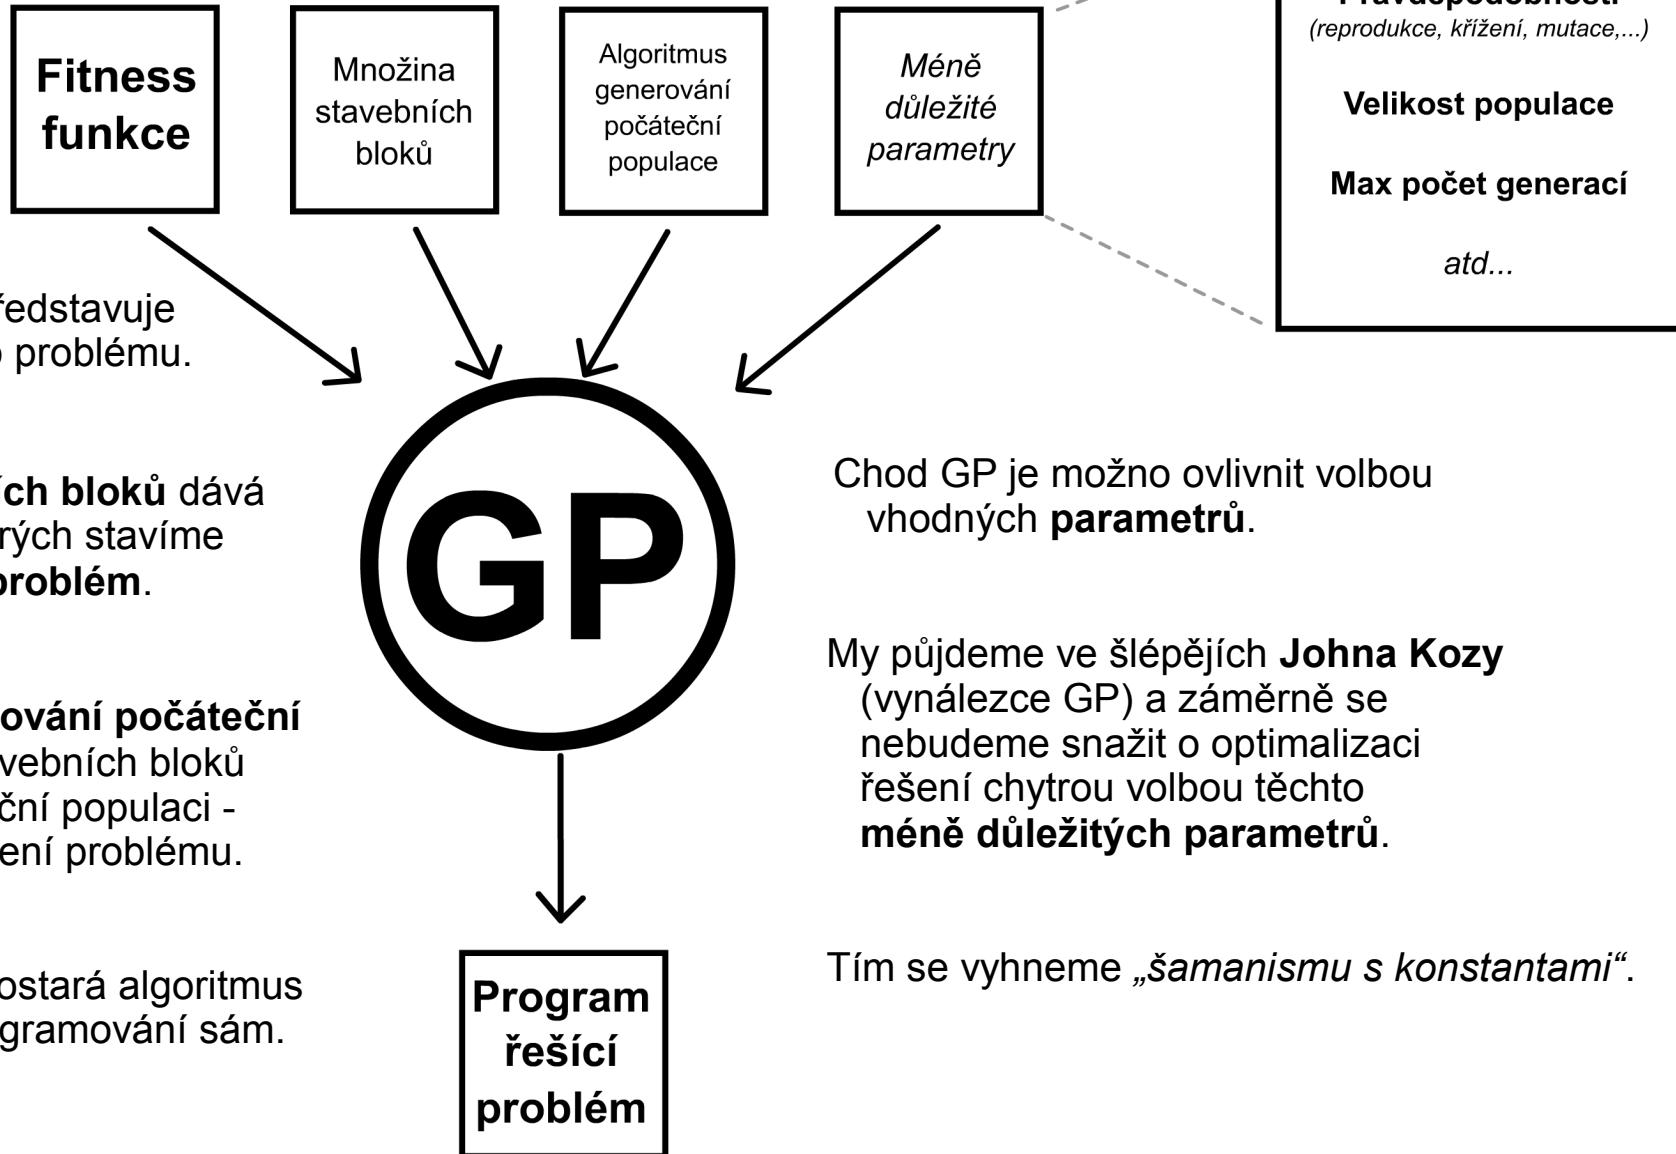 Fitness
funkce
Množina
stavebních
bloků
Algoritmus
generování
počáteční
populace
Méně
důležité
parametry
(reprodukce, křížení, mutace,...)
Velikost populace
Max počet generací
atd...
ředstavuje
problému.
ích bloků dává
rých stavíme
problém.
ování počáteční
vebních bloků
ční populaci -
ení problému.
ostará algoritmus
gramování sám.
GP
Program
řešící
problém
Chod GP je možno ovlivnit volbou
vhodných parametrů.
My půjdeme ve šlépějích Johna Kozy
(vynálezce GP) a záměrně se
nebudeme snažit o optimalizaci
řešení chytrou volbou těchto
méně důležitých parametrů.
Tím se vyhneme „šamanismu s konstantami“.